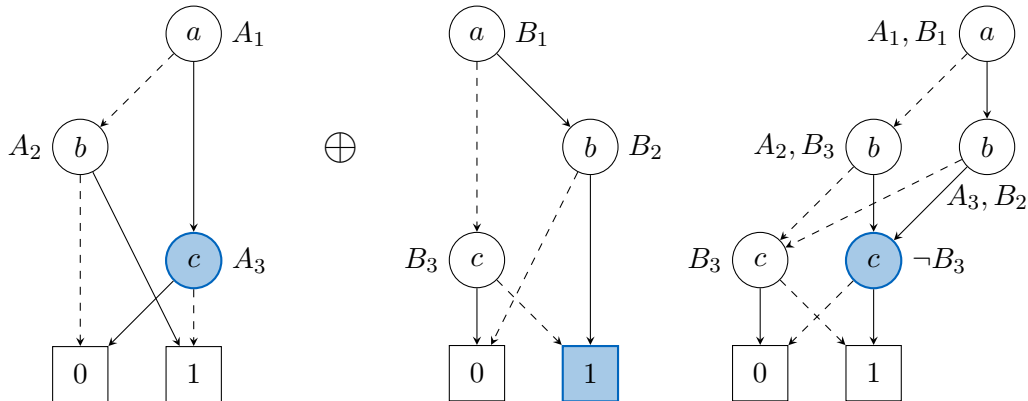 a A₁ a B₁ A₁, B₁ a
A₂ b ⊕ b B₂ A₂, B₃ b b
A₃, B₂
c A₃ B₃ c B₃ c c ¬B₃
0 1 0 1 0 1